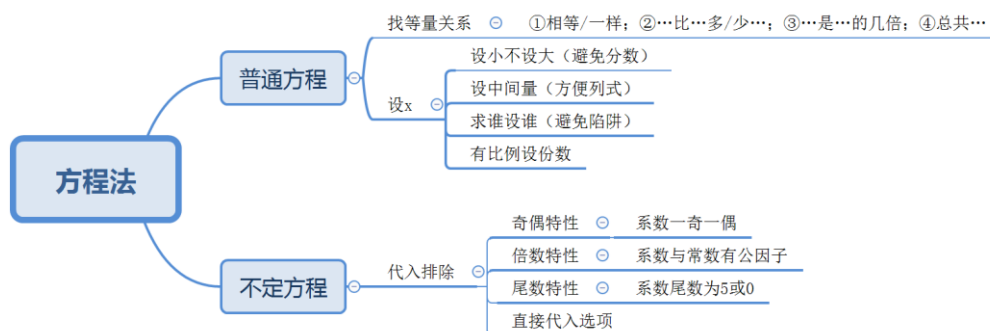 方程法
普通方程
找等量关系 ①相等/一样；②…比…多/少…；③…是…的几倍；④总共…
设x
设小不设大（避免分数）
设中间量（方便列式）
求谁设谁（避免陷阱）
有比例设份数
不定方程
代入排除
奇偶特性 系数一奇一偶
倍数特性 系数与常数有公因子
尾数特性 系数尾数为5或0
直接代入选项